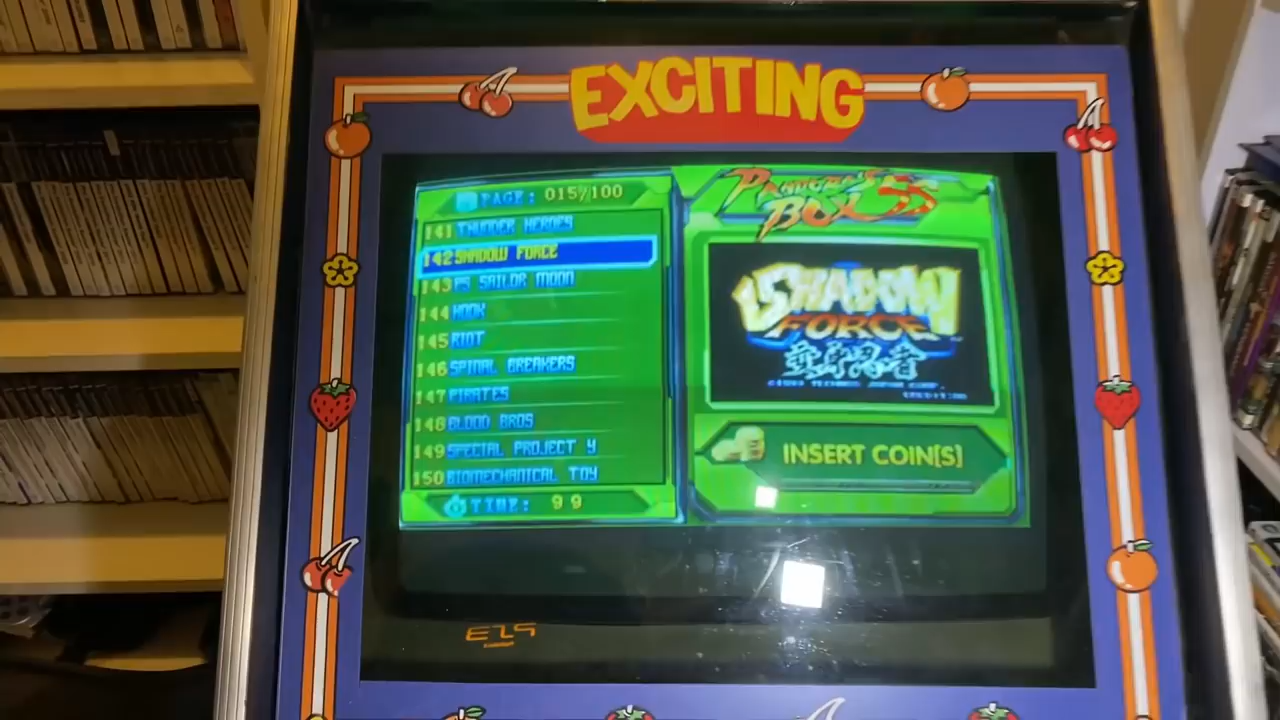 EXCITING
PAGE: 015/100
141 THUNDER HEROES
142 SHADOW FORCE
143 PS SAILOR MOON
144 HOOK
145 RIOT
146 SPINAL BREAKERS
147 PIRATES
148 BLOOD BROS
149 SPECIAL PROJECT Y
150 BIOMECHANICAL TOY
TIME: 99
PANDORA'S
BOX
SHADOW
FORCE
INSERT COIN[S]